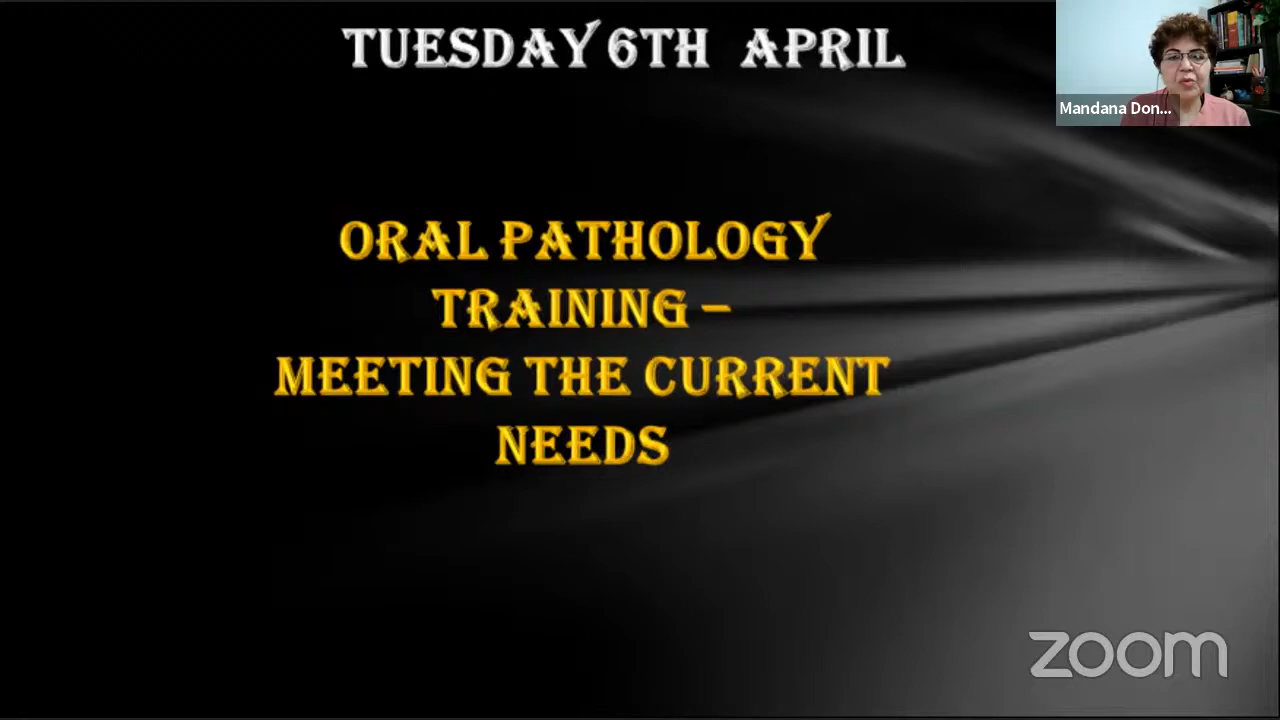 TUESDAY 6TH APRIL
Mandana Don...
ORAL PATHOLOGY
TRAINING –
MEETING THE CURRENT
NEEDS
zoom